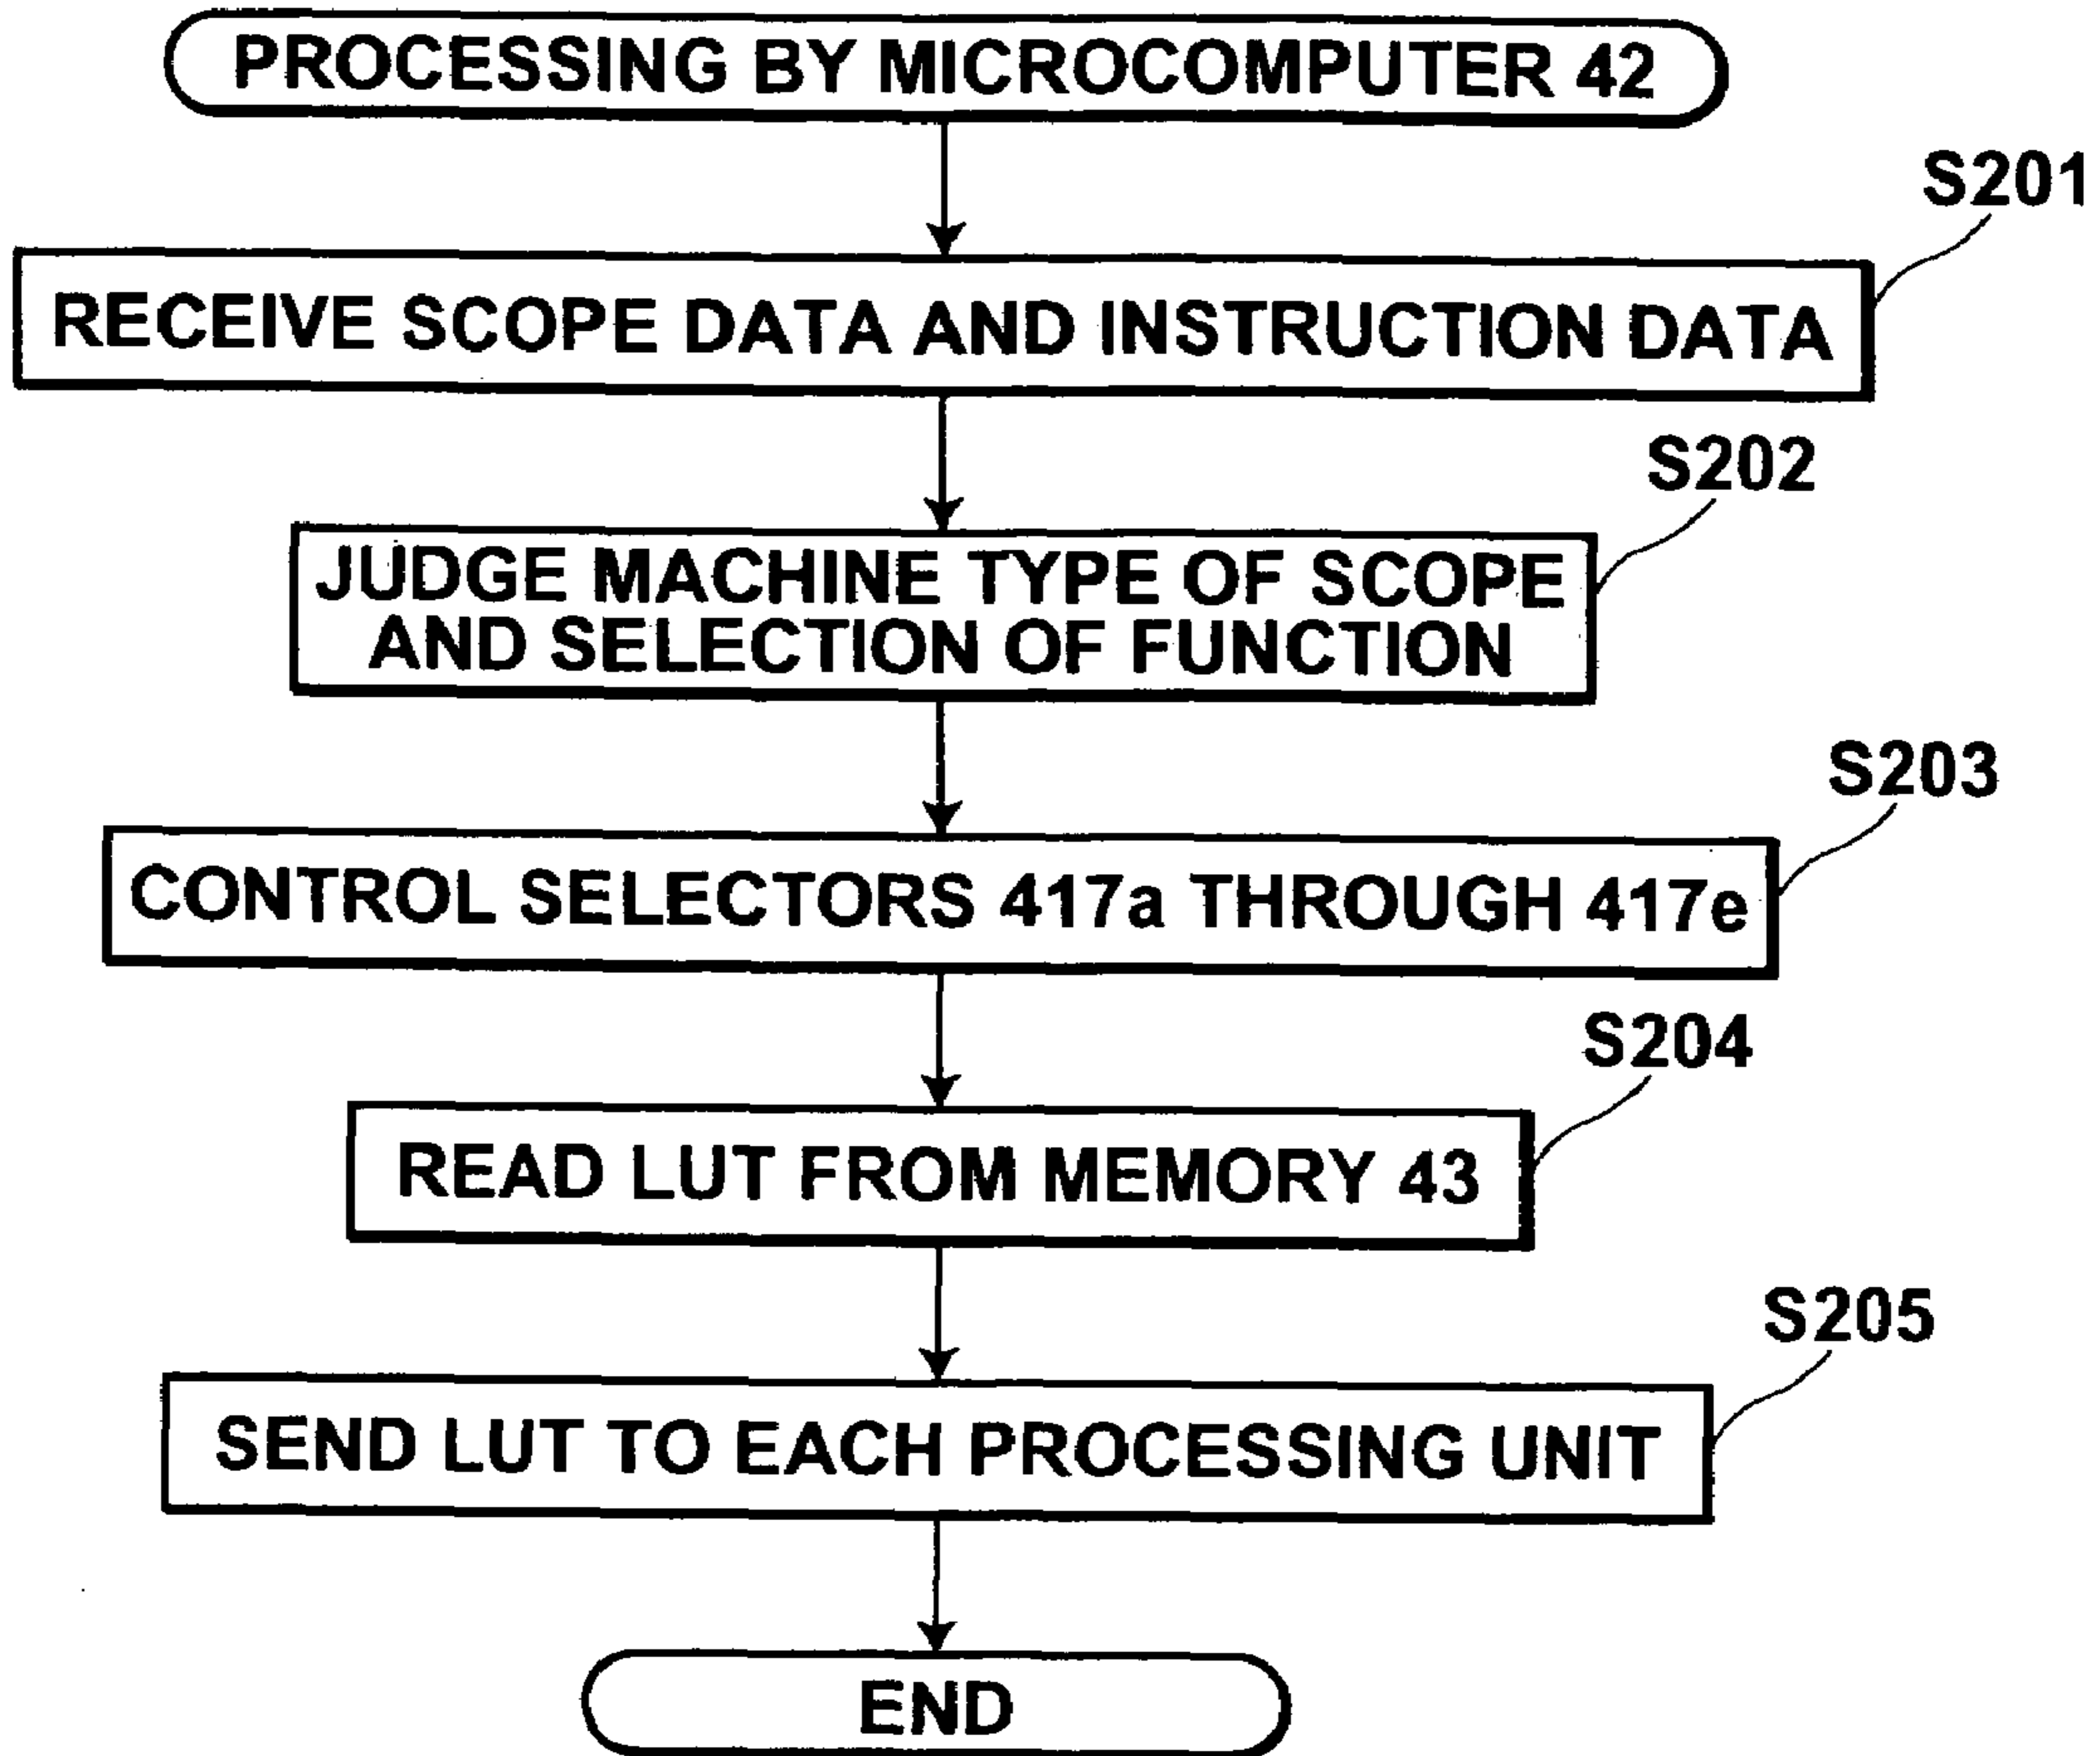 PROCESSING BY MICROCOMPUTER 42
S201
RECEIVE SCOPE DATA AND INSTRUCTION DATA
S202
JUDGE MACHINE TYPE OF SCOPE
AND SELECTION OF FUNCTION
S203
CONTROL SELECTORS 417a THROUGH 417e
S204
READ LUT FROM MEMORY 43
S205
SEND LUT TO EACH PROCESSING UNIT
END